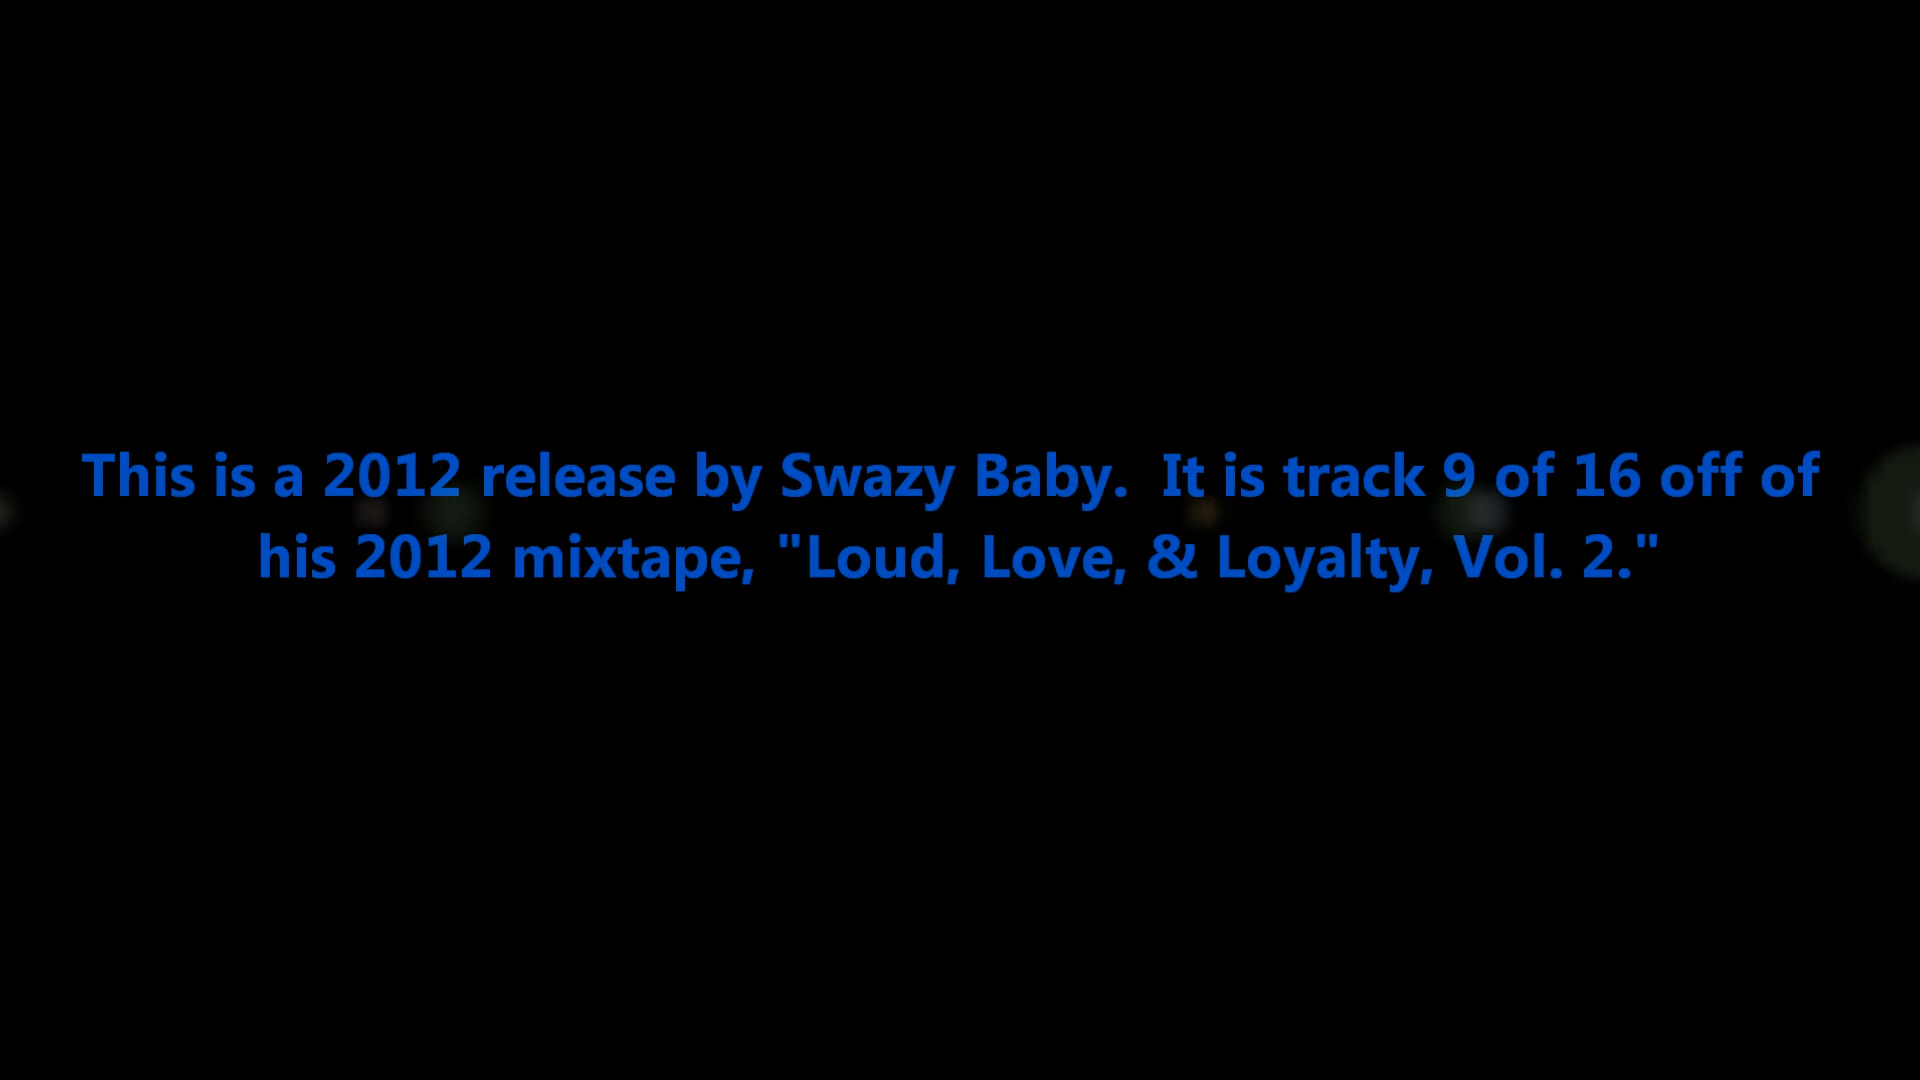 This is a 2012 release by Swazy Baby.  It is track 9 of 16 off of
his 2012 mixtape, "Loud, Love, & Loyalty, Vol. 2."